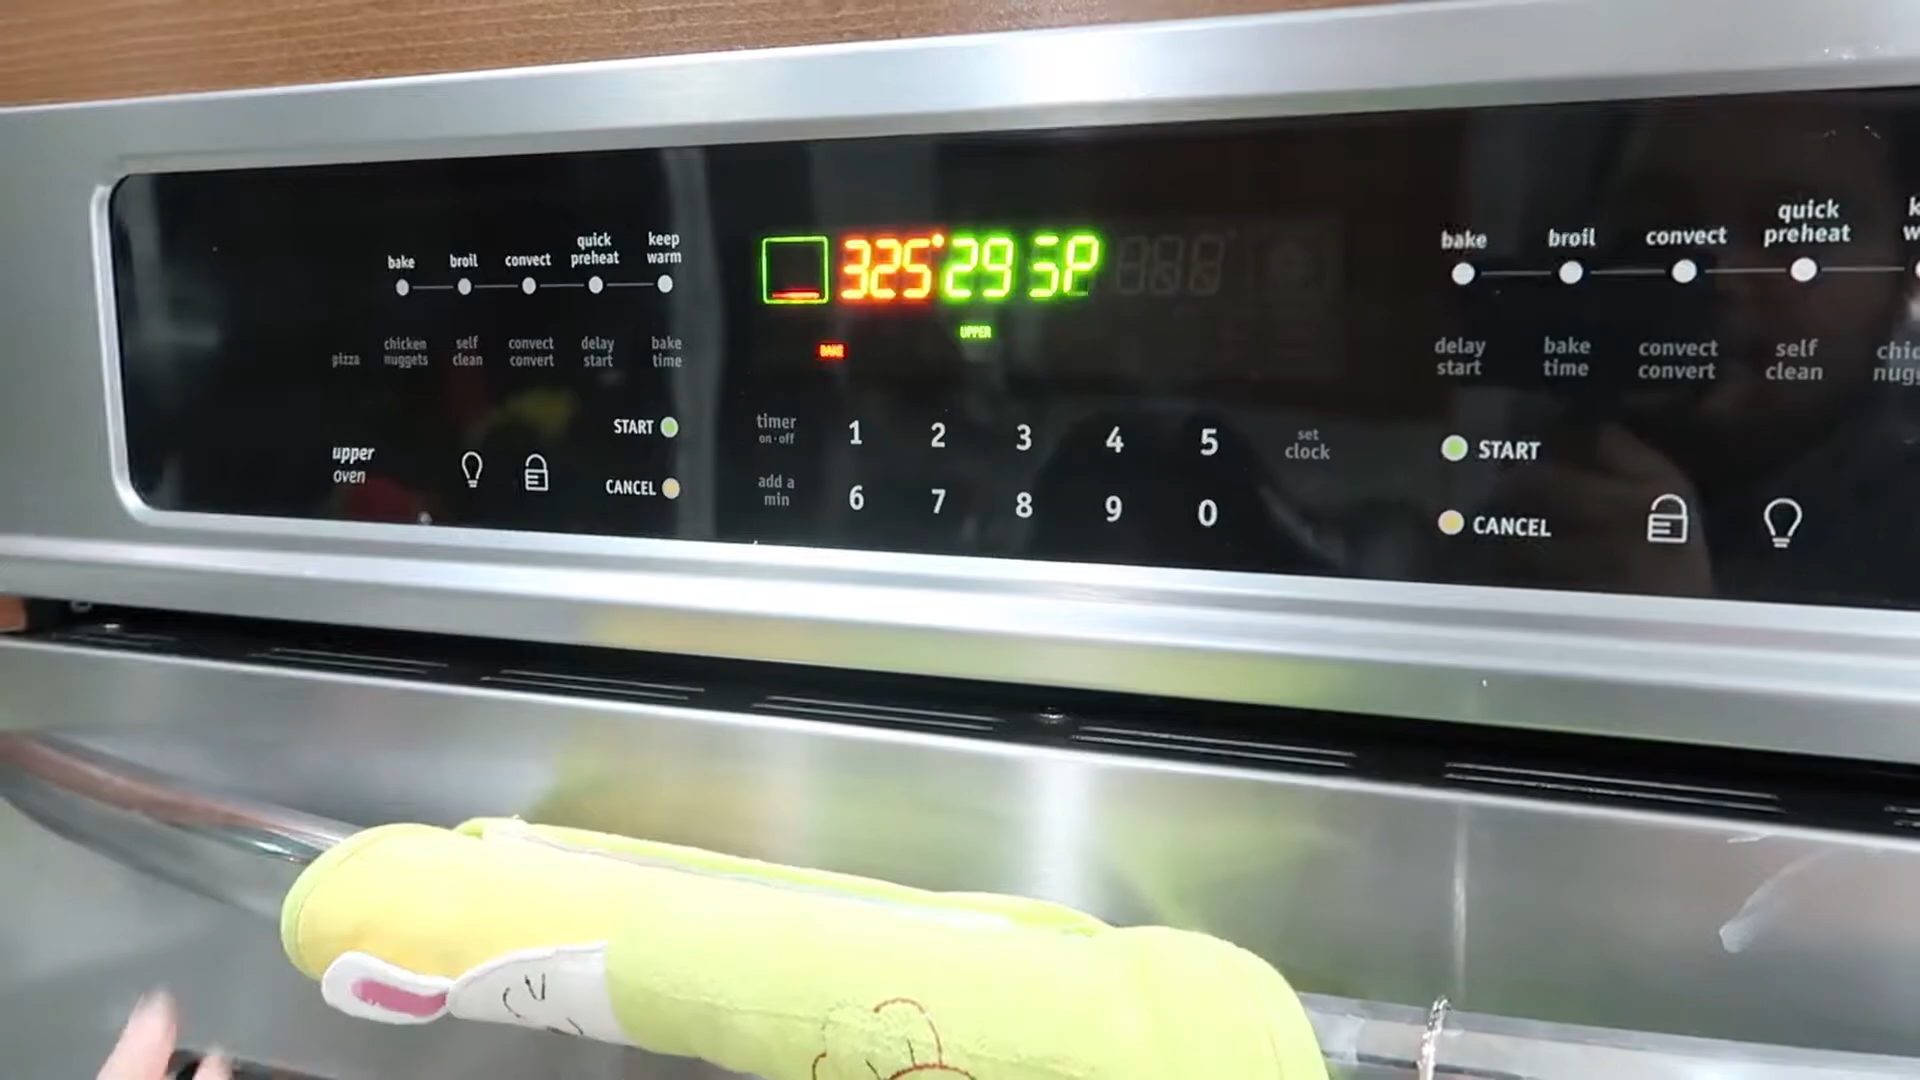 bake broil convect quick preheat keep warm
pizza chicken nuggets self clean convect convert delay start bake time
upper oven
START
CANCEL
325°
BAKE
UPPER
timer on·off 1 2 3 4 5 set clock
add a min 6 7 8 9 0
bake broil convect quick preheat
delay start bake time convect convert self clean
START
CANCEL